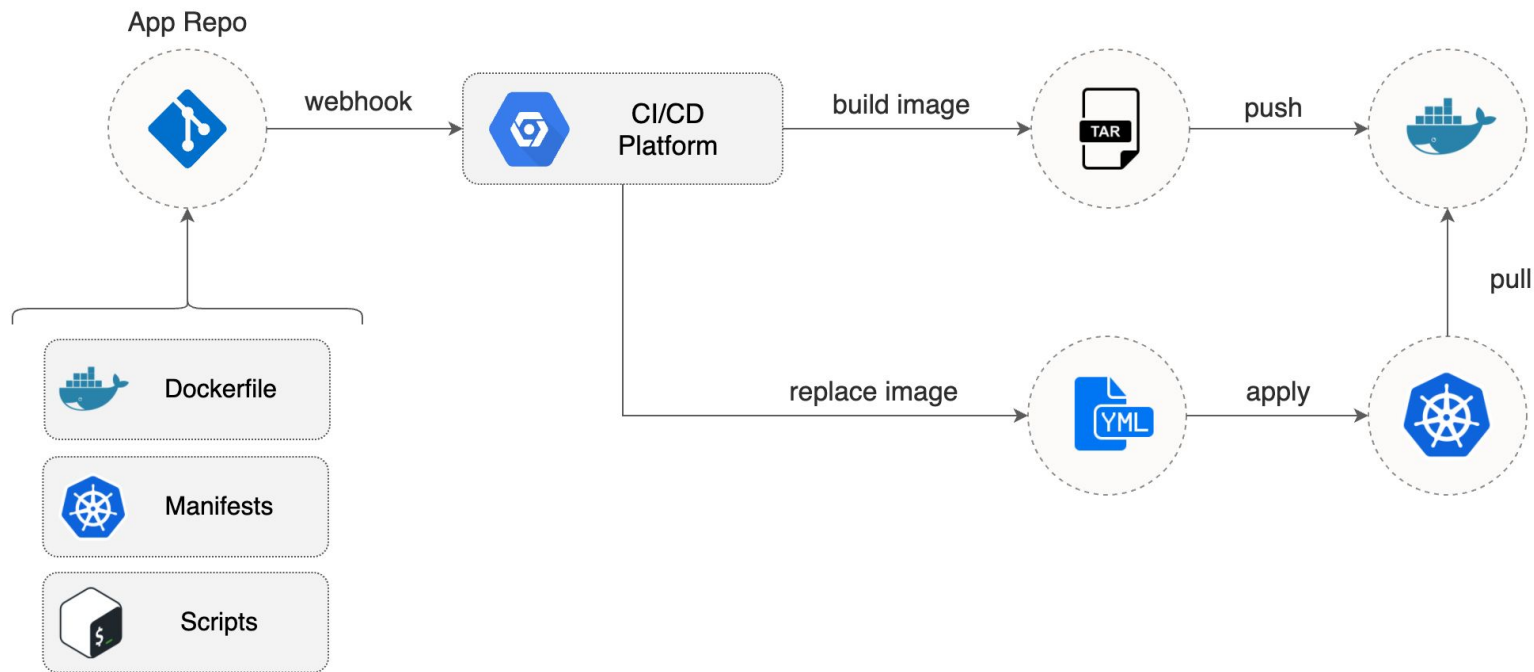 App Repo
webhook
CI/CD
Platform
build image
TAR
push
pull
replace image
YML
apply
Dockerfile
Manifests
$_
Scripts